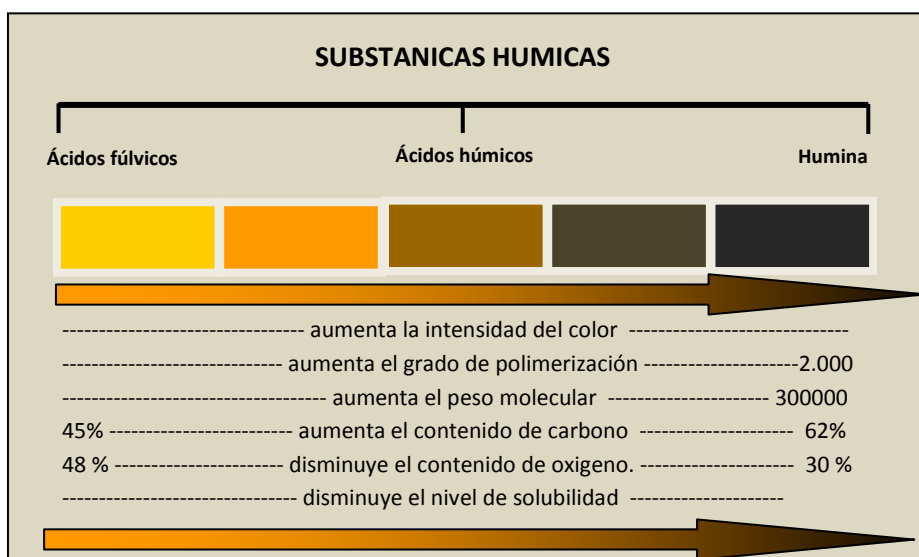 SUBSTANICAS HUMICAS
Ácidos fúlvicos Ácidos húmicos Humina
------------------------------- aumenta la intensidad del color ----------------------------
---------------------------- aumenta el grado de polimerización -------------------2.000
---------------------------------- aumenta el peso molecular ----------------------- 300000
45% ------------------------ aumenta el contenido de carbono ------------------ 62%
48 % --------------------- disminuye el contenido de oxigeno. ------------------- 30 %
------------------------------ disminuye el nivel de solubilidad -----------------------